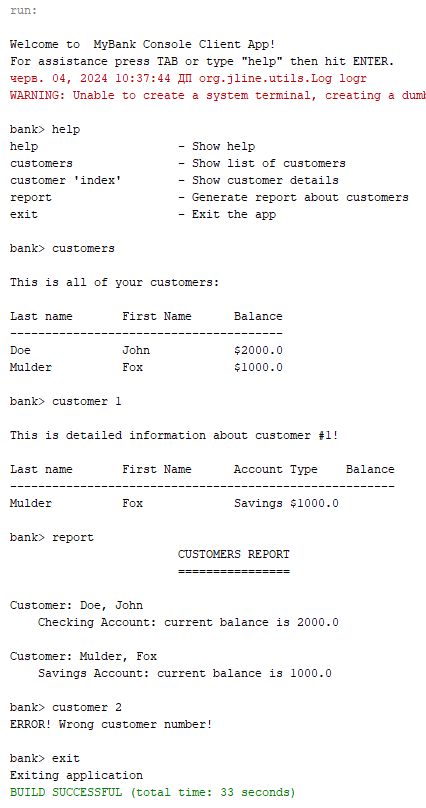 run:
Welcome to  MyBank Console Client App!
For assistance press TAB or type "help" then hit ENTER.
черв. 04, 2024 10:37:44 ДП org.jline.utils.Log logr
WARNING: Unable to create a system terminal, creating a dumb
bank> help
help                    - Show help
customers               - Show list of customers
customer 'index'        - Show customer details
report                  - Generate report about customers
exit                    - Exit the app
bank> customers
This is all of your customers:
Last name       First Name      Balance
---------------------------------------
Doe             John            $2000.0
Mulder          Fox             $1000.0
bank> customer 1
This is detailed information about customer #1!
Last name       First Name      Account Type    Balance
-------------------------------------------------------
Mulder          Fox             Savings $1000.0
bank> report
                        CUSTOMERS REPORT
                        ================
Customer: Doe, John
    Checking Account: current balance is 2000.0
Customer: Mulder, Fox
    Savings Account: current balance is 1000.0
bank> customer 2
ERROR! Wrong customer number!
bank> exit
Exiting application
BUILD SUCCESSFUL (total time: 33 seconds)